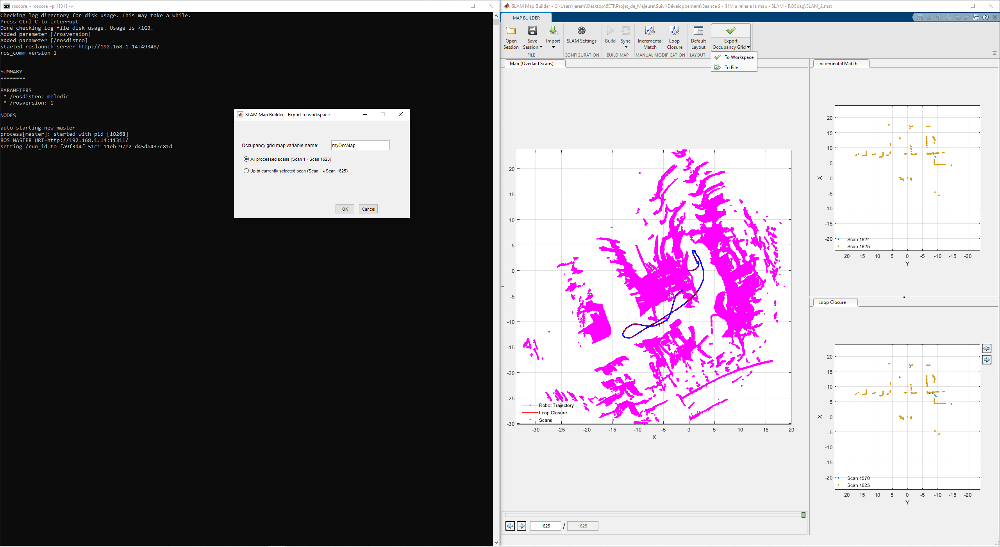 roscore - roscore -p 11311 -v
Checking log directory for disk usage. This may take a while.
Press Ctrl-C to interrupt
Done checking log file disk usage. Usage is <1GB.
Added parameter [/rosversion]
Added parameter [/rosdistro]
started roslaunch server http://192.168.1.14:49348/
ros_comm version 1
SUMMARY
========
PARAMETERS
* /rosdistro: melodic
* /rosversion: 1
NODES
auto-starting new master
process[master]: started with pid [18268]
ROS_MASTER_URI=http://192.168.1.14:11311/
setting /run_id to fa9f3d4f-51c1-11eb-97e2-d45d6437c81d
SLAM Map Builder - Export to workspace
Occupancy grid map variable name: myOccMap
All processed scans (Scan 1 - Scan 1625)
Up to currently selected scan (Scan 1 - Scan 1625)
OK Cancel
SLAM Map Builder - C:\Users\jerem\Desktop\5ETI\Projet_de_Majeure\Suivi\Développement\Seance 9 - IHM a relier a la map - SLAM - ROSbag\SLAM_2.mat
MAP BUILDER
Open Session
Save Session
Import
SLAM Settings
Build
Sync
Incremental Match
Loop Closure
Default Layout
Export Occupancy Grid
FILE CONFIGURATION BUILD MAP MANUAL MODIFICATION LAYOUT
To Workspace
To File
Map (Overlaid Scans)
20
15
10
5
0
-5
-10
-15
-20
-25
-30
Robot Trajectory
Loop Closure
Scans
-30 -25 -20 -15 -10 -5 0 5 10 15 20
X
1625 / 1625
Incremental Match
20
15
10
5
X 0
-5
-10
-15
-20
Scan 1624
Scan 1625
20 15 10 5 0 -5 -10 -15 -20
Y
Loop Closure
20
15
10
5
X 0
-5
-10
-15
-20
Scan 1570
Scan 1625
20 15 10 5 0 -5 -10 -15 -20
Y